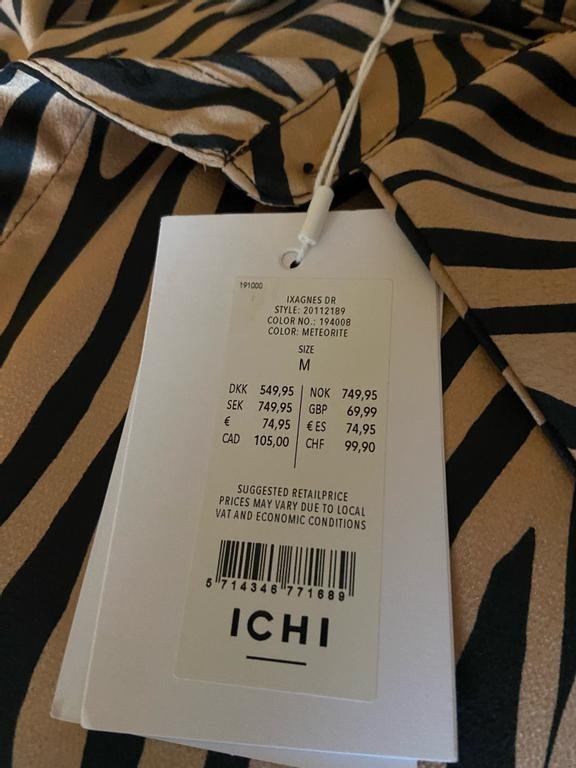 191000
IXAGNES DR
STYLE: 20112189
COLOR NO.: 194008
COLOR: METEORITE
SIZE
M
DKK 549,95 NOK 749,95
SEK 749,95 GBP 69,99
€ 74,95 € ES 74,95
CAD 105,00 CHF 99,90
SUGGESTED RETAILPRICE
PRICES MAY VARY DUE TO LOCAL
VAT AND ECONOMIC CONDITIONS
5 714346 771689
ICHI